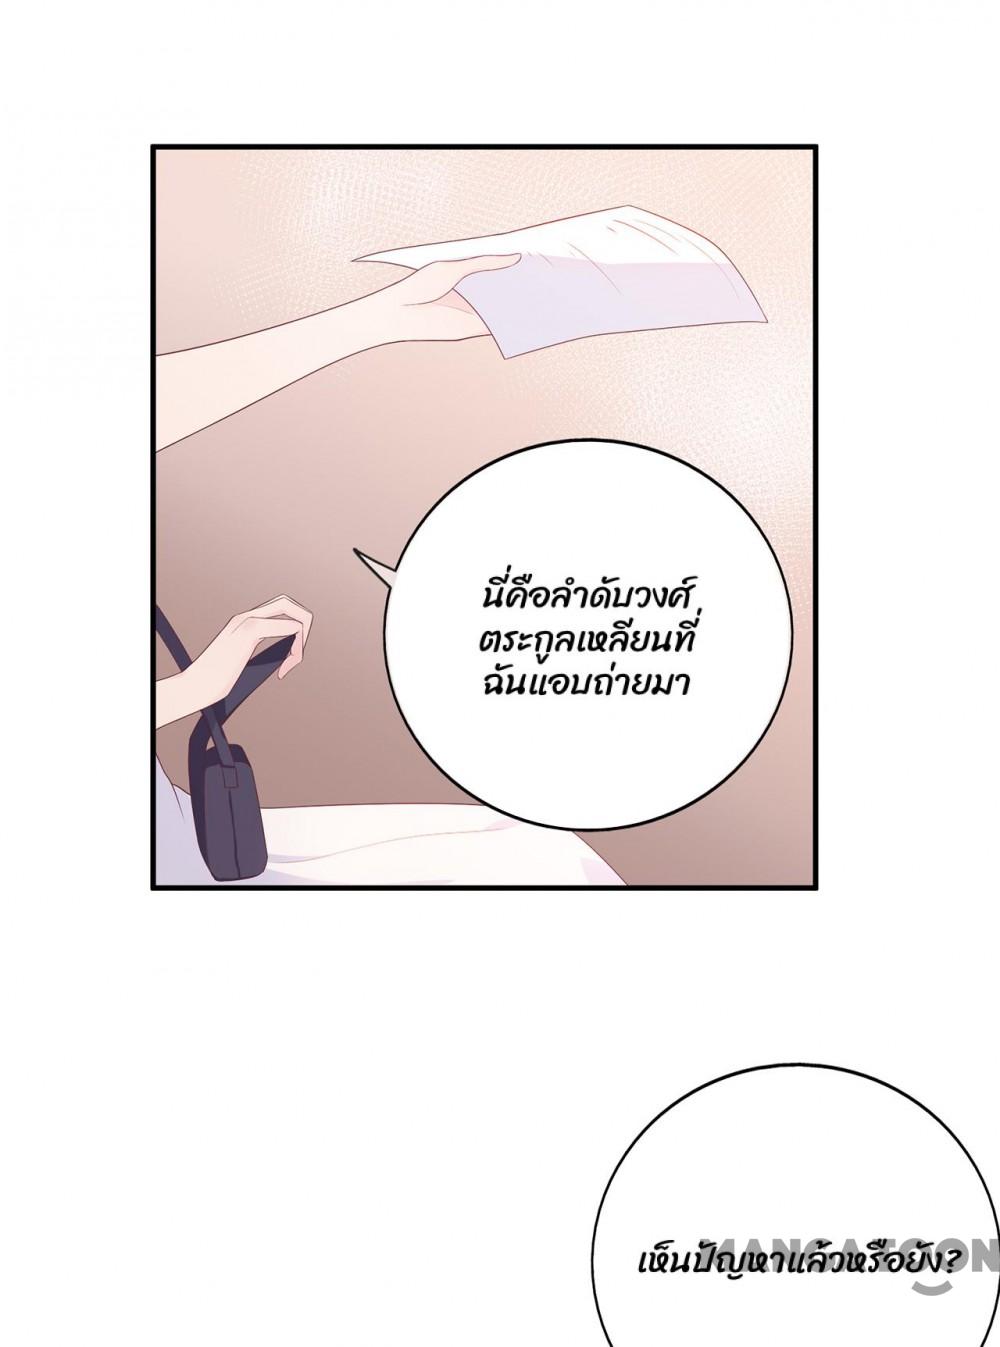 นี่คือลำดับวงศ์
ตระกูลเหลียนที่
ฉันแอบถ่ายมา
เห็นปัญหาแล้วหรือยัง?
MANGATOON